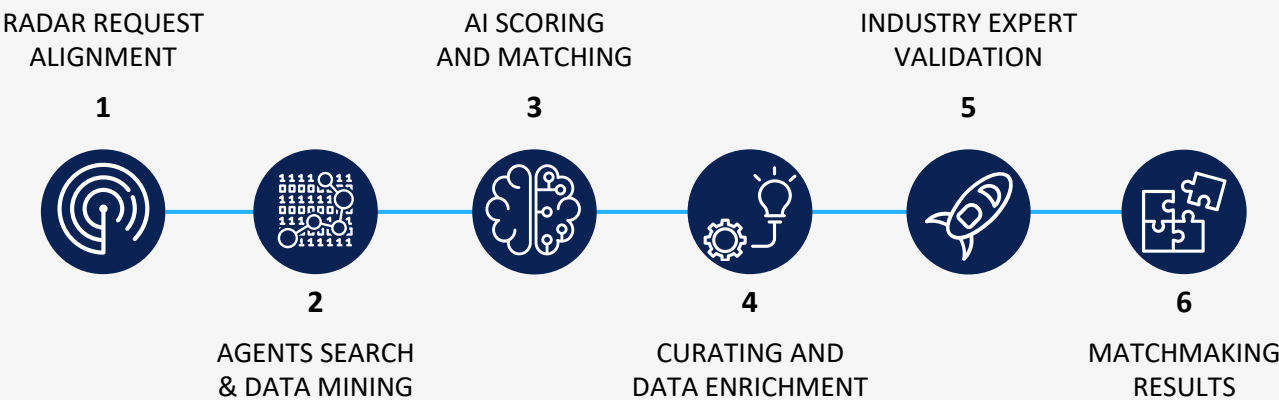 RADAR REQUEST
ALIGNMENT
1
2
AGENTS SEARCH
& DATA MINING
AI SCORING
AND MATCHING
3
4
CURATING AND
DATA ENRICHMENT
INDUSTRY EXPERT
VALIDATION
5
6
MATCHMAKING
RESULTS